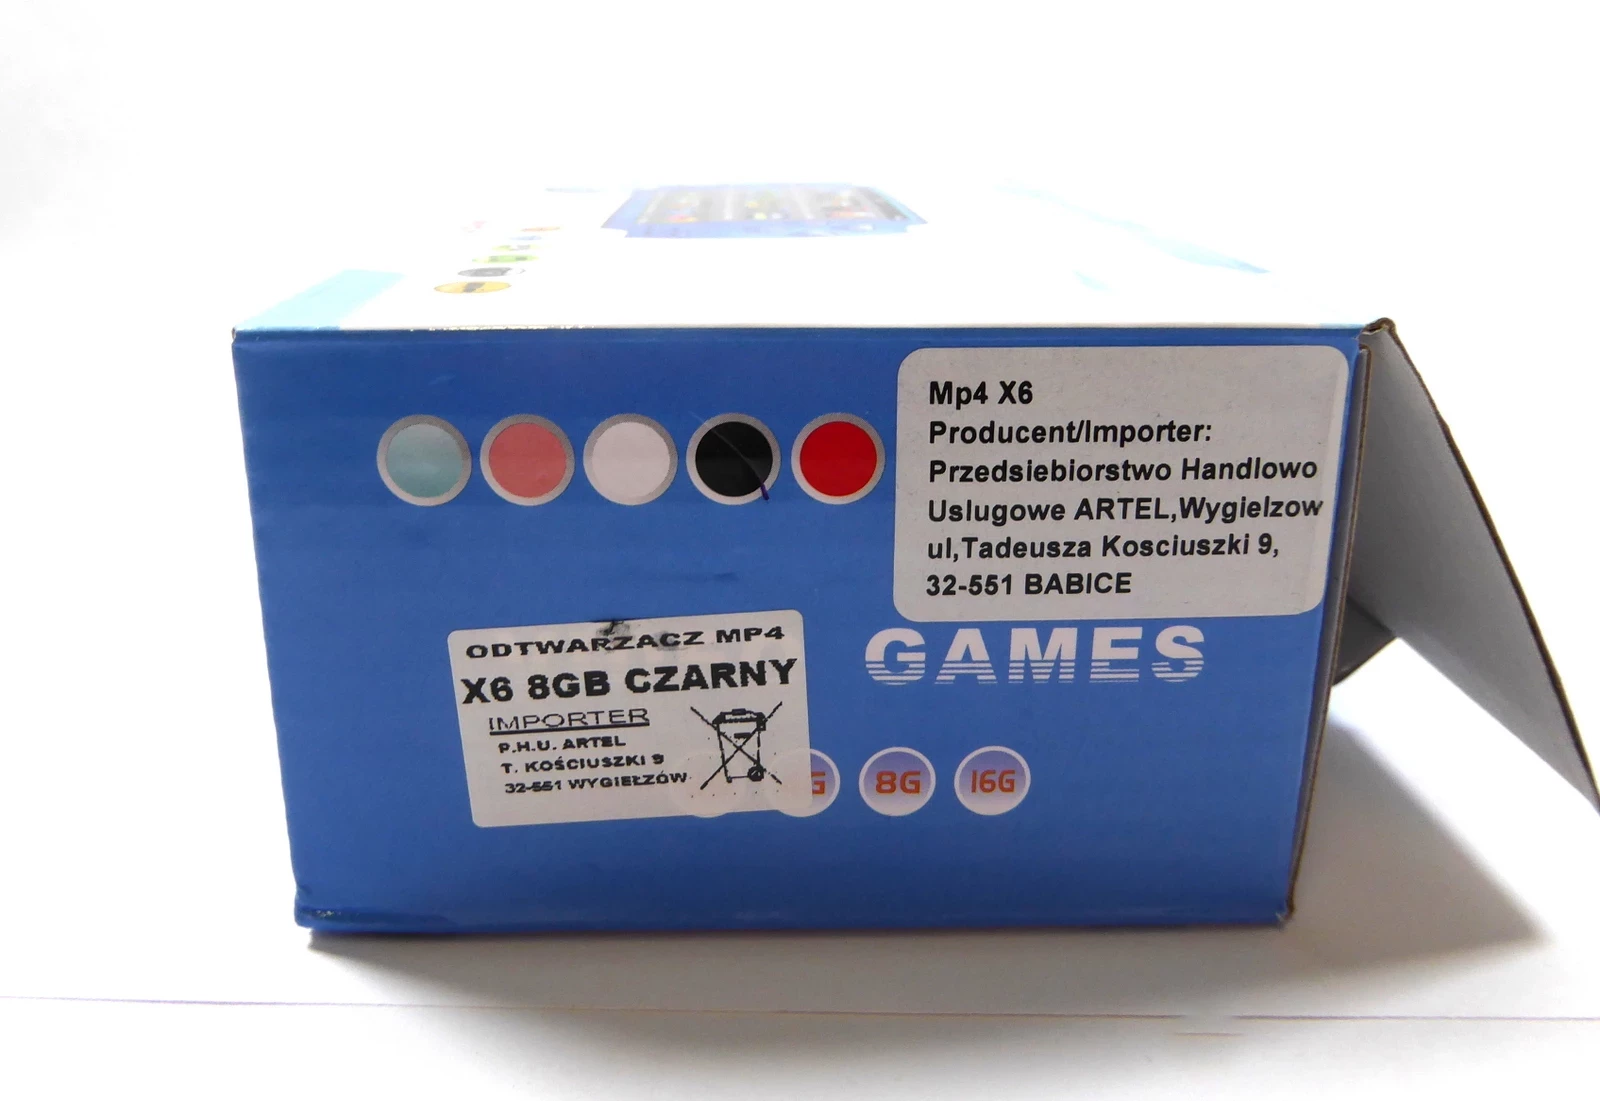 Mp4 X6
Producent/Importer:
Przedsiebiorstwo Handlowo
Uslugowe ARTEL,Wygielzow
ul,Tadeusza Kosciuszki 9,
32-551 BABICE
GAMES
ODTWARZACZ MP4
X6 8GB CZARNY
IMPORTER
P.H.U. ARTEL
T. KOŚCIUSZKI 9
32-551 WYGIEŁZÓW
G 8G 16G